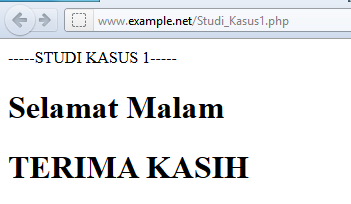 www.example.net/Studi_Kasus1.php
-----STUDI KASUS 1-----
Selamat Malam
TERIMA KASIH